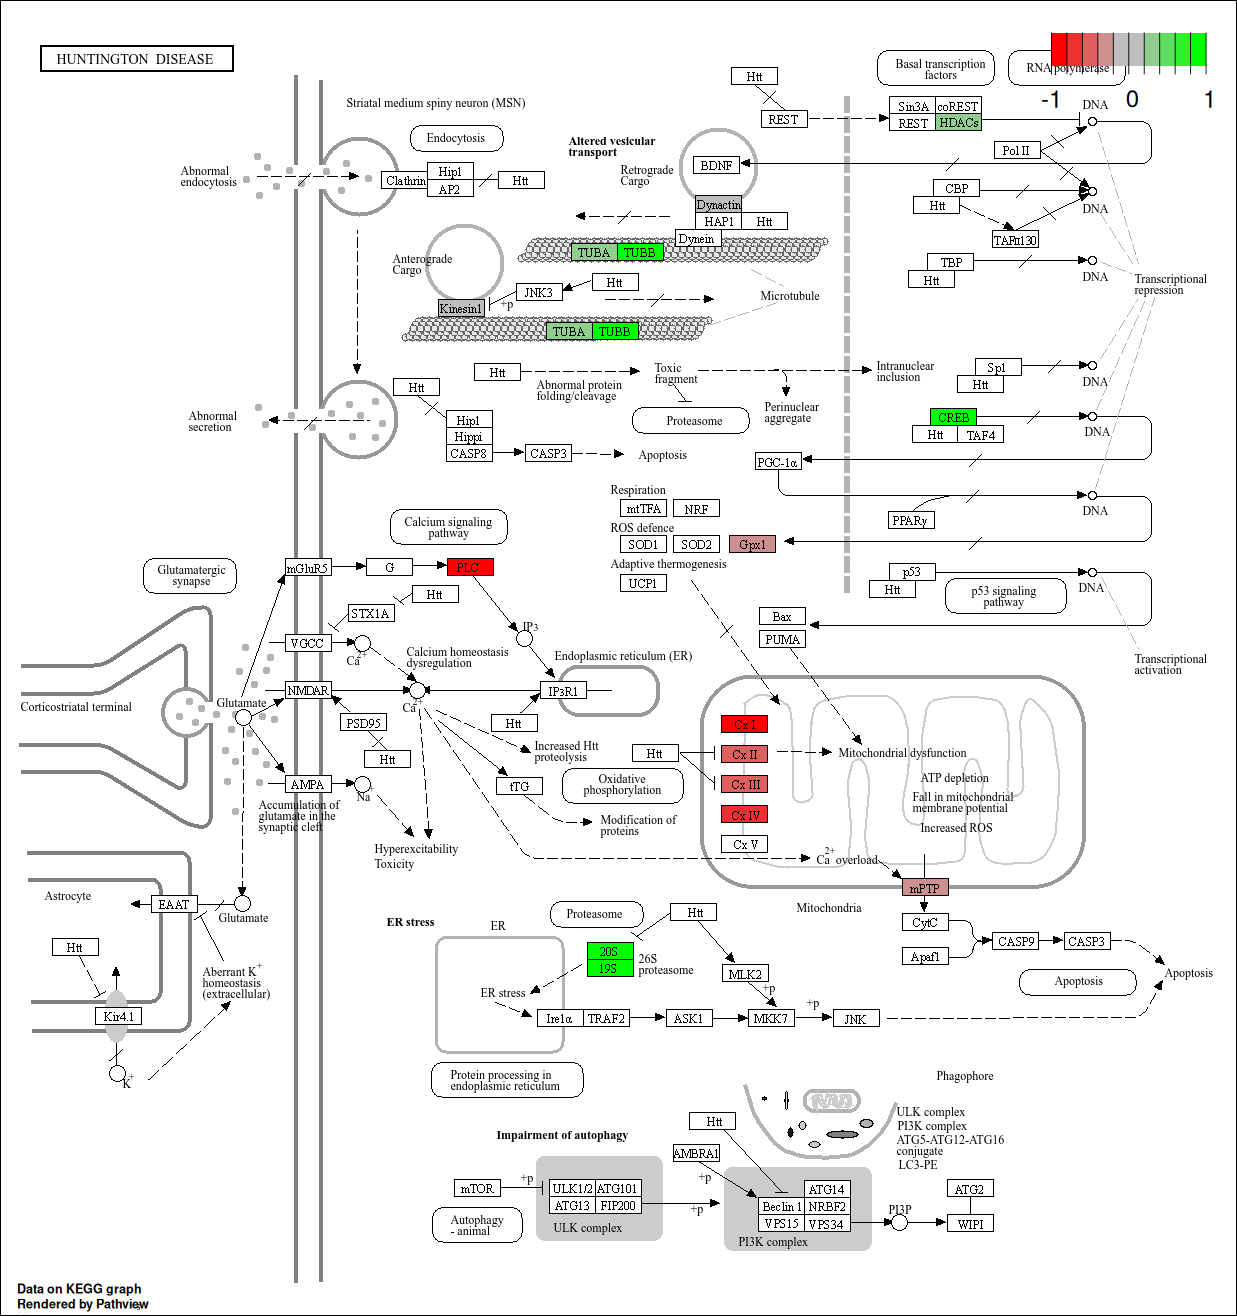 HUNTINGTON DISEASE
-1 0 1
Striatal medium spiny neuron (MSN)
Endocytosis
Abnormal
endocytosis
Clathrin
Hip1
AP2
Htt
Altered vesicular
transport
Retrograde
Cargo
BDNF
Dynactin
HAP1
Htt
Dynein
TUBA
TUBB
Anterograde
Cargo
Kinesin1
+p
JNK3
Htt
TUBA
TUBB
Microtubule
Htt
REST
Basal transcription
factors
RNA polymerase
Sin3A
coREST
REST
HDACs
DNA
Pol II
CBP
Htt
TAFII130
DNA
TBP
Htt
DNA
Transcriptional
repression
Sp1
Htt
DNA
CREB
Htt
TAF4
DNA
PGC-1α
PPARγ
DNA
p53
Htt
DNA
p53 signaling
pathway
Transcriptional
activation
Htt
Abnormal protein
folding/cleavage
Toxic
fragment
Proteasome
Perinuclear
aggregate
Intranuclear
inclusion
Abnormal
secretion
Htt
Hip1
Hippi
CASP8
CASP3
Apoptosis
Respiration
mtTFA
NRF
ROS defence
SOD1
SOD2
Gpx1
Adaptive thermogenesis
UCP1
Bax
PUMA
Calcium signaling
pathway
Glutamatergic
synapse
mGluR5
G
PLC
Htt
STX1A
VGCC
Ca2+
IP3
Calcium homeostasis
dysregulation
Endoplasmic reticulum (ER)
NMDAR
Ca2+
IP3R1
Htt
PSD95
Htt
Glutamate
Corticostriatal terminal
AMPA
Na+
Accumulation of
glutamate in the
synaptic cleft
Increased Htt
proteolysis
tTG
Modification of
proteins
Hyperexcitability
Toxicity
Oxidative
phosphorylation
Htt
Cx I
Cx II
Cx III
Cx IV
Cx V
Mitochondrial dysfunction
ATP depletion
Fall in mitochondrial
membrane potential
Increased ROS
Ca2+ overload
mPTP
Mitochondria
CytC
Apaf1
CASP9
CASP3
Apoptosis
Apoptosis
Astrocyte
EAAT
Glutamate
Htt
Kir4.1
K+
Aberrant K+
homeostasis
(extracellular)
ER stress
ER
Proteasome
Htt
20S
19S
26S
proteasome
MLK2
+p
ER stress
Ire1α
TRAF2
ASK1
MKK7
+p
JNK
Protein processing in
endoplasmic reticulum
Phagophore
ULK complex
PI3K complex
ATG5-ATG12-ATG16
conjugate
LC3-PE
Impairment of autophagy
Htt
AMBRA1
+p
mTOR
+p
ULK1/2
ATG101
ATG13
FIP200
ULK complex
+p
ATG14
Beclin 1
NRBF2
VPS15
VPS34
PI3K complex
PI3P
ATG2
WIPI
Autophagy
- animal
Data on KEGG graph
Rendered by Pathview